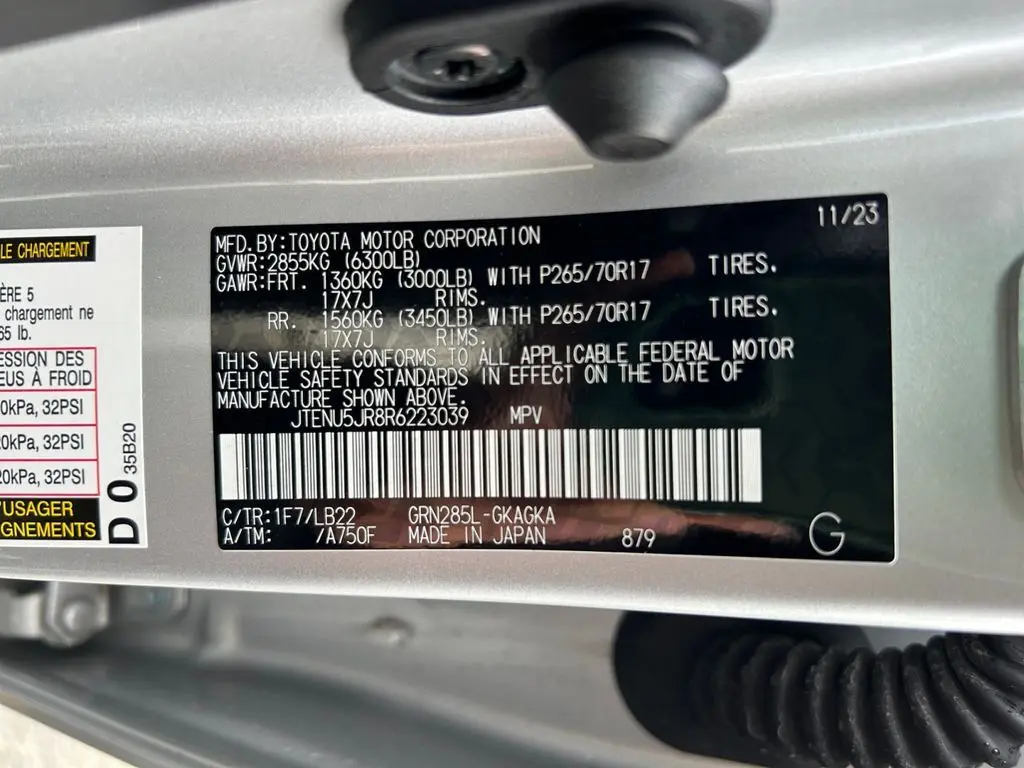 11/23
MFD.BY:TOYOTA MOTOR CORPORATION
GVWR:2855KG (6300LB)
GAWR:FRT. 1360KG (3000LB) WITH P265/70R17 TIRES.
17X7J RIMS.
RR. 1560KG (3450LB) WITH P265/70R17 TIRES.
17X7J RIMS.
THIS VEHICLE CONFORMS TO ALL APPLICABLE FEDERAL MOTOR
VEHICLE SAFETY STANDARDS IN EFFECT ON THE DATE OF
MANUFACTURE SHOWN ABOVE.
JTENU5JR8R6223039 MPV
C/TR:1F7/LB22 GRN285L-GKAGKA
A/TM: /A750F MADE IN JAPAN 879
G
LE CHARGEMENT
ÈRE 5
chargement ne
65 lb.
ESSION DES
EUS À FROID
0kPa, 32PSI
20kPa, 32PSI
20kPa, 32PSI
'USAGER
IGNEMENTS
D 0 35B20